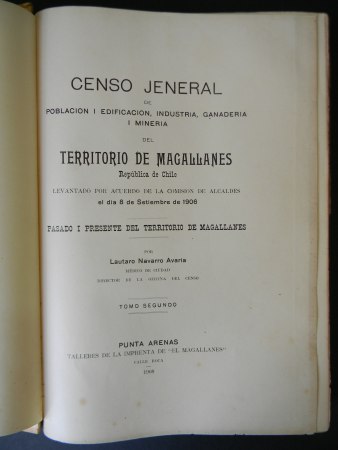 CENSO JENERAL
DE
POBLACION I EDIFICACION, INDUSTRIA, GANADERIA
I MINERIA
DEL
TERRITORIO DE MAGALLANES
República de Chile
LEVANTADO POR ACUERDO DE LA COMISON DE ALCALDES
el dia 8 de Setiembre de 1906
PASADO I PRESENTE DEL TERRITORIO DE MAGALLANES
POR
Lautaro Navarro Avaria
MÉDICO DE CIUDAD
DIRECTOR DE LA OFICINA DEL CENSO
TOMO SEGUNDO
PUNTA ARENAS
TALLERES DE LA IMPRENTA DE "EL MAGALLANES"
CALLE ROCA
1908